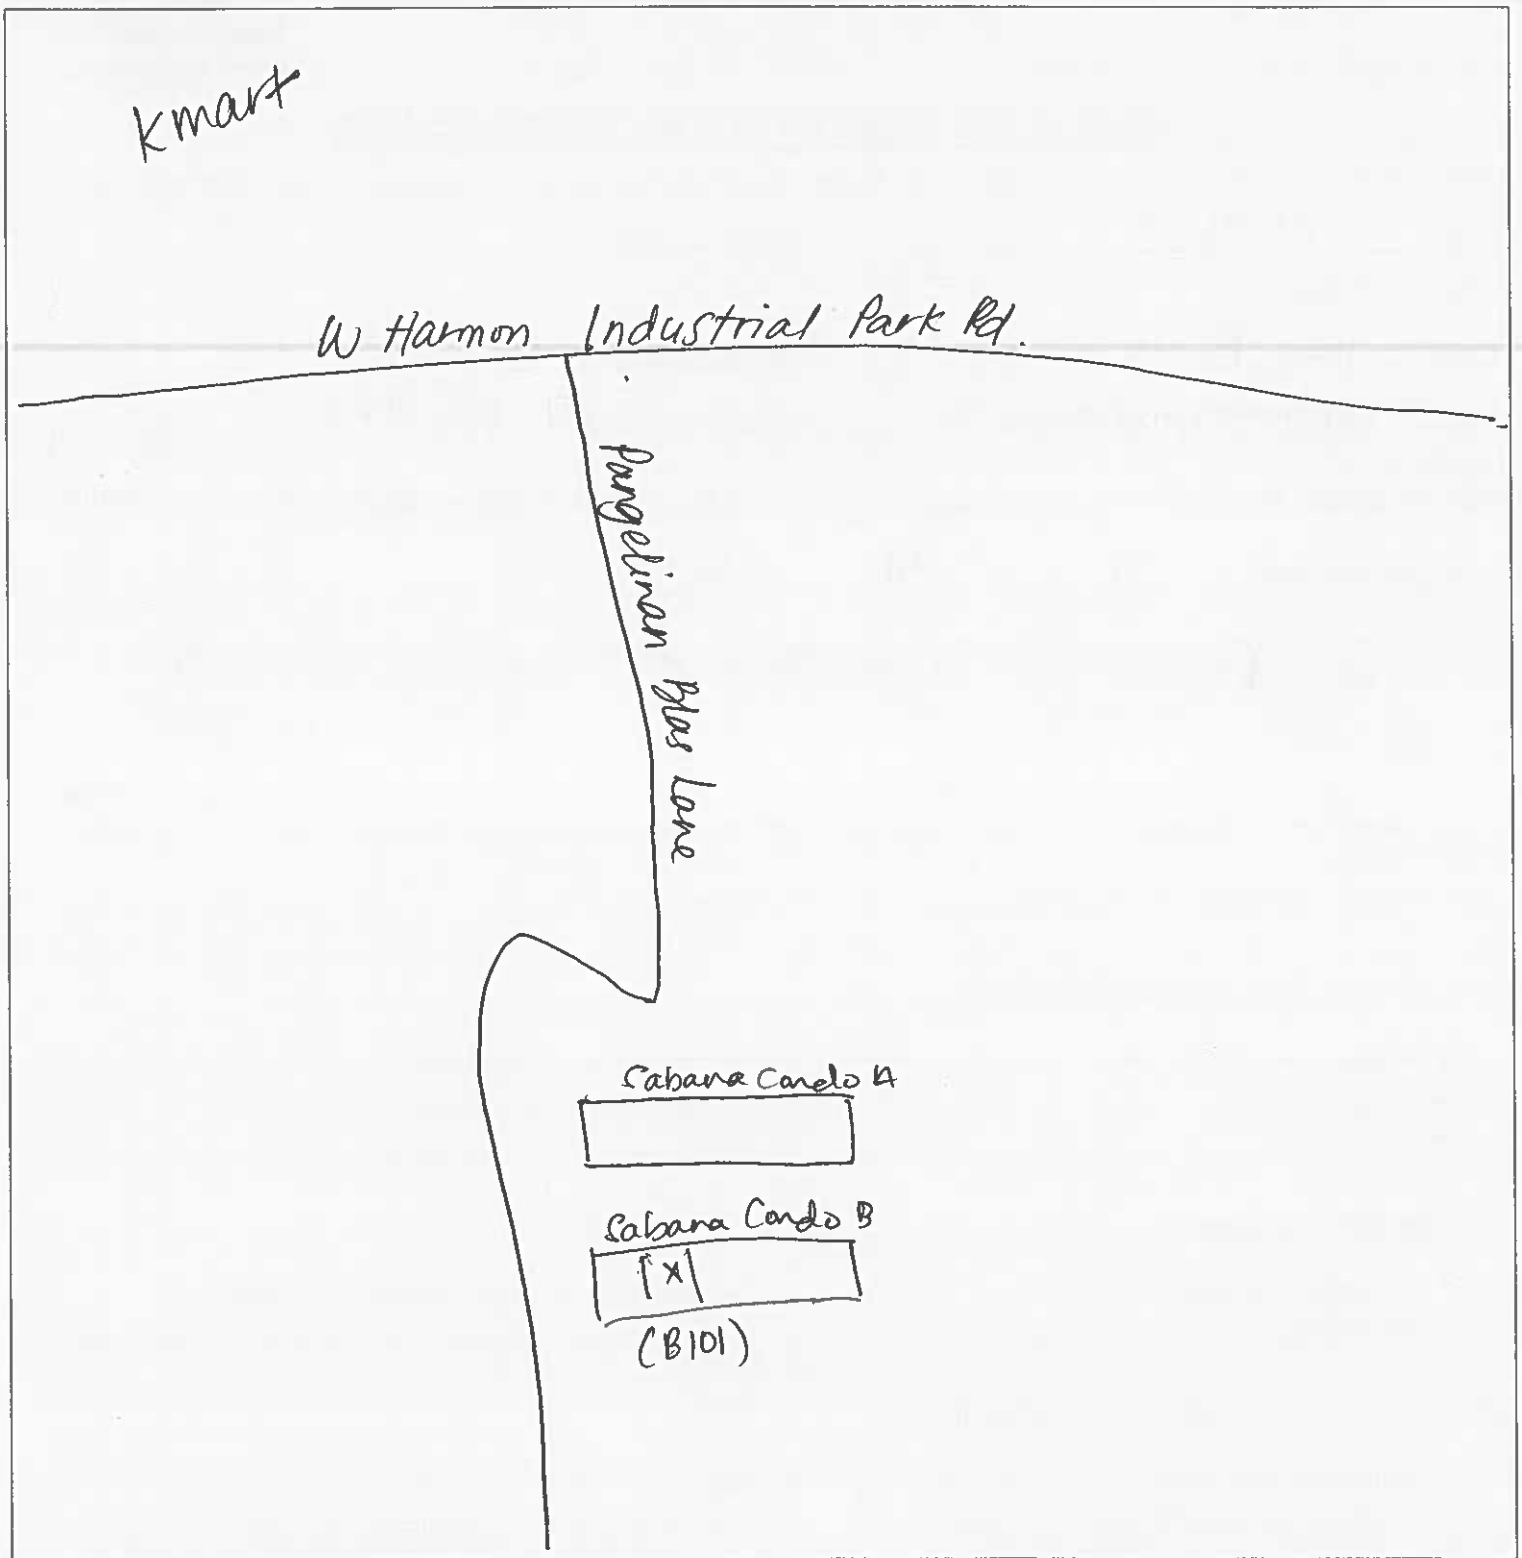 Kmart
W Harmon Industrial Park Rd.
Pangelinan Blas Lane
Sabana Condo A
Sabana Condo B
X
(B101)